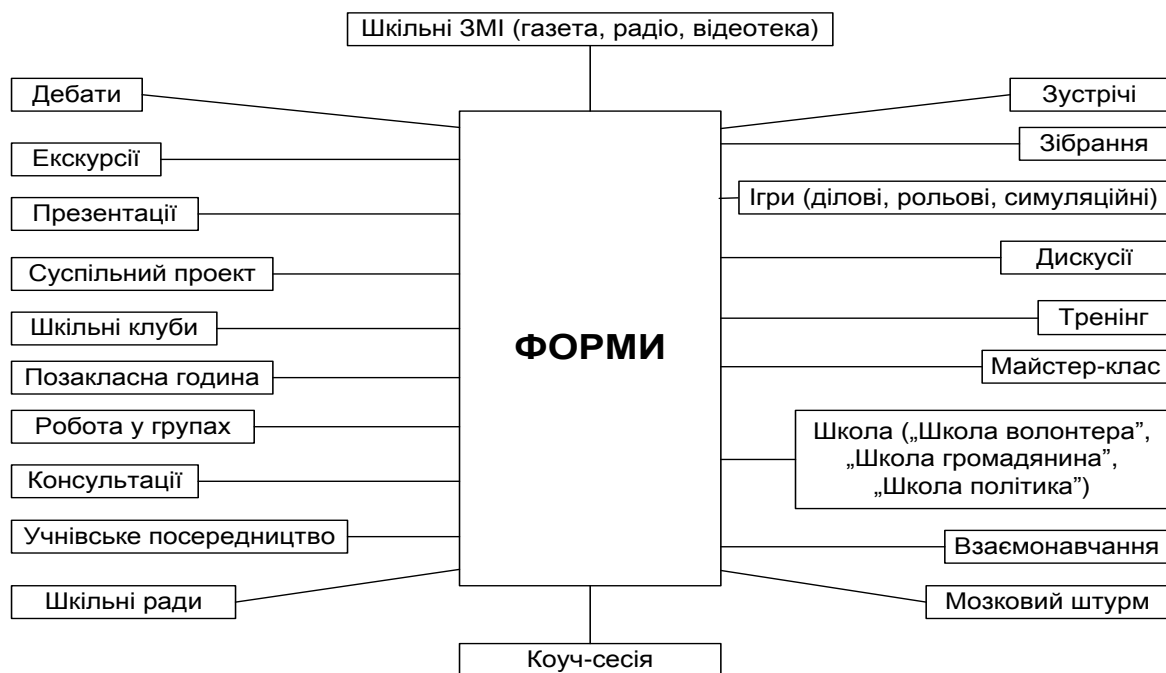 Шкільні ЗМІ (газета, радіо, відеотека)
Дебати
Екскурсії
Презентації
Суспільний проект
Шкільні клуби
Позакласна година
Робота у групах
Консультації
Учнівське посередництво
Шкільні ради
ФОРМИ
Зустрічі
Зібрання
Ігри (ділові, рольові, симуляційні)
Дискусії
Тренінг
Майстер-клас
Школа („Школа волонтера”,
„Школа громадянина”,
„Школа політика”)
Взаємонавчання
Мозковий штурм
Коуч-сесія